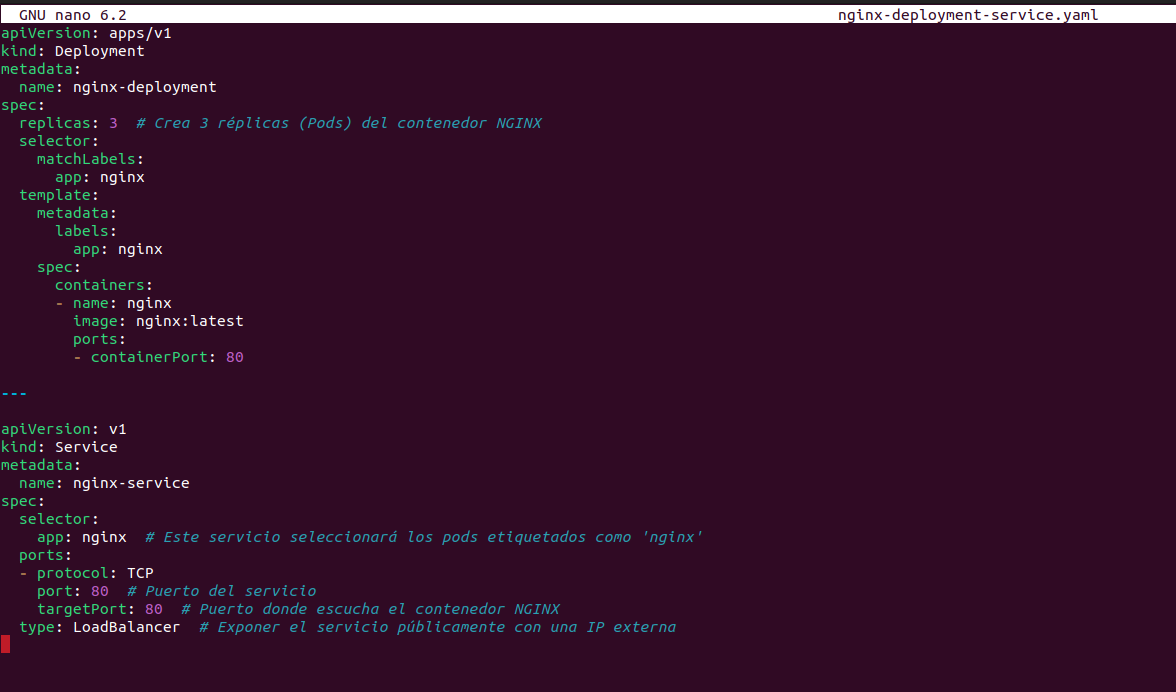 GNU nano 6.2 nginx-deployment-service.yaml
apiVersion: apps/v1
kind: Deployment
metadata:
  name: nginx-deployment
spec:
  replicas: 3  # Crea 3 réplicas (Pods) del contenedor NGINX
  selector:
    matchLabels:
      app: nginx
  template:
    metadata:
      labels:
        app: nginx
    spec:
      containers:
      - name: nginx
        image: nginx:latest
        ports:
        - containerPort: 80

---

apiVersion: v1
kind: Service
metadata:
  name: nginx-service
spec:
  selector:
    app: nginx  # Este servicio seleccionará los pods etiquetados como 'nginx'
  ports:
  - protocol: TCP
    port: 80  # Puerto del servicio
    targetPort: 80  # Puerto donde escucha el contenedor NGINX
  type: LoadBalancer  # Exponer el servicio públicamente con una IP externa